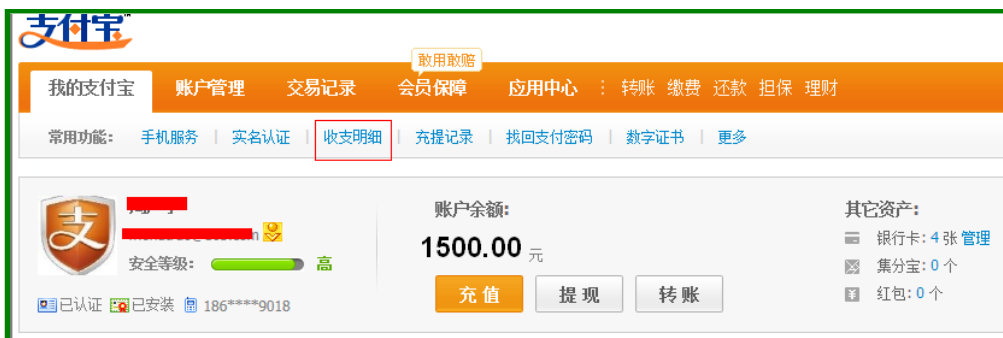 支付宝™
敢用敢赔
我的支付宝 账户管理 交易记录 会员保障 应用中心 ⋮ 转账 缴费 还款 担保 理财
常用功能: 手机服务 | 实名认证 | 收支明细 | 充提记录 | 找回支付密码 | 数字证书 | 更多
支
账户余额:
其它资产:
1500.00 元
银行卡: 4 张 管理
安全等级: 高
集分宝: 0 个
充值 提现 转账
红包: 0 个
已认证 已安装 186****9018